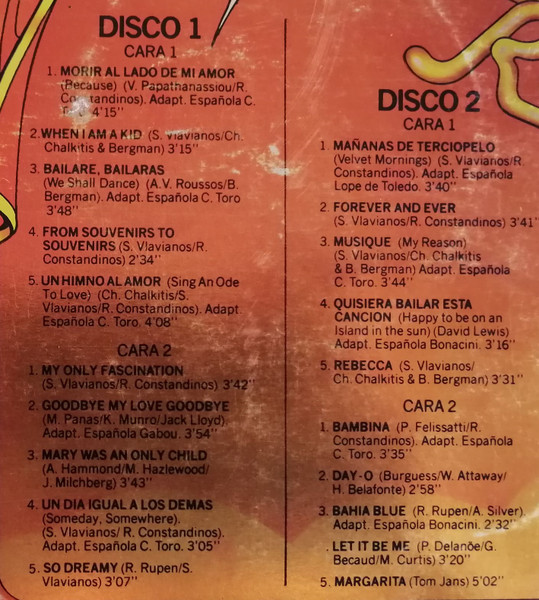 DISCO 1
CARA 1
1. MORIR AL LADO DE MI AMOR
(Because) (V. Papathanassiou/R.
Constandinos). Adapt. Española C.
4'15''
2. WHEN I AM A KID (S. Vlavianos/Ch.
Chalkitis & Bergman) 3'15''
3. BAILARE, BAILARAS
(We Shall Dance) (A.V. Roussos/B.
Bergman). Adapt. Española C. Toro
3'48''
4. FROM SOUVENIRS TO
SOUVENIRS (S. Vlavianos/R.
Constandinos) 2'34''
5. UN HIMNO AL AMOR (Sing An Ode
To Love) (Ch. Chalkitis/S.
Vlavianos/R. Constandinos). Adapt.
Española C. Toro. 4'08''
CARA 2
1. MY ONLY FASCINATION
(S. Vlavianos/R. Constandinos) 3'42''
2. GOODBYE MY LOVE GOODBYE
(M. Panas/K. Munro/Jack Lloyd).
Adapt. Española Gabou. 3'54''
3. MARY WAS AN ONLY CHILD
(A. Hammond/M. Hazlewood/
J. Milchberg) 3'43''
4. UN DIA IGUAL A LOS DEMAS
(Someday, Somewhere).
(S. Vlavianos/ R. Constandinos).
Adapt. Española C. Toro. 3'05''
5. SO DREAMY (R. Rupen/S.
Vlavianos) 3'07''
DISCO 2
CARA 1
1. MAÑANAS DE TERCIOPELO
(Velvet Mornings) (S. Vlavianos/R.
Constandinos). Adapt. Española
Lope de Toledo. 3'40''
2. FOREVER AND EVER
(S. Vlavianos/R. Constandinos) 3'41''
3. MUSIQUE (My Reason)
(S. Vlavianos/Ch. Chalkitis
& B. Bergman) Adapt. Española
C. Toro. 3'44''
4. QUISIERA BAILAR ESTA
CANCION (Happy to be on an
Island in the sun) (David Lewis)
Adapt. Española Bonacini. 3'16''
5. REBECCA (S. Vlavianos/
Ch. Chalkitis & B. Bergman) 3'31''
CARA 2
1. BAMBINA (P. Felissatti/R.
Constandinos). Adapt. Española
C. Toro. 3'35''
2. DAY-O (Burguess/W. Attaway/
H. Belafonte) 2'58''
3. BAHIA BLUE (R. Rupen/A. Silver).
Adapt. Española Bonacini. 2'32''
. LET IT BE ME (P. Delanöe/G.
Becaud/M. Curtis) 3'20''
5. MARGARITA (Tom Jans) 5'02''